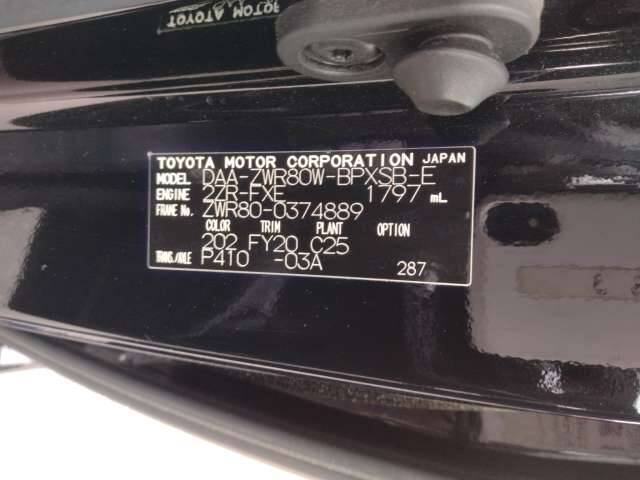 TOYOTA MOTOR CORPORATION JAPAN
MODEL DAA-ZWR80W-BPXSB-E
ENGINE 2ZR-FXE 1797 mL
FRAME No. ZWR80-0374889
COLOR TRIM PLANT OPTION
202 FY20 C25
TRANS./AXLE P410 -03A 287